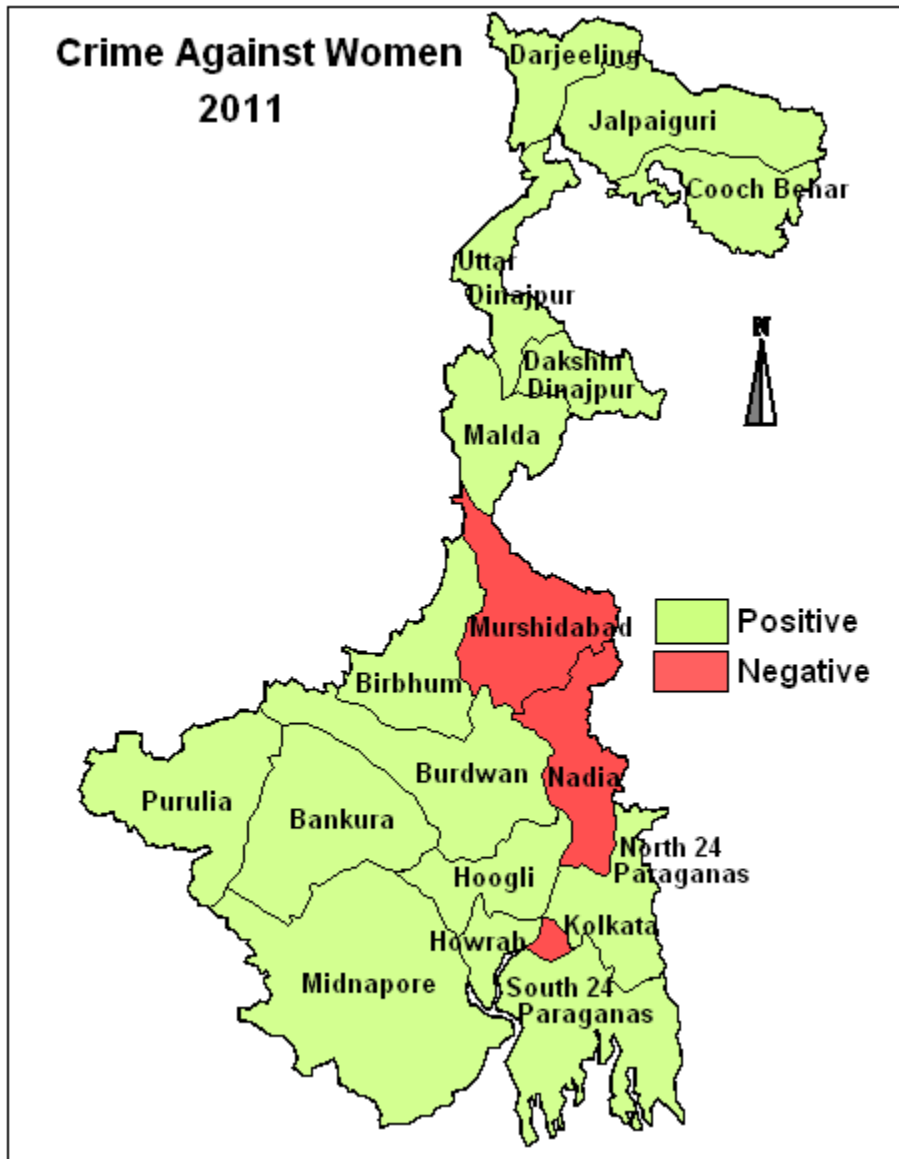 Crime Against Women
2011
Darjeeling
Jalpaiguri
Cooch Behar
Uttar
Dinajpur
N
Dakshin
Dinajpur
Malda
Murshidabad
Positive
Negative
Birbhum
Burdwan
Nadia
Purulia
Bankura
North 24
Paraganas
Hoogli
Kolkata
Howrah
Midnapore
South 24
Paraganas